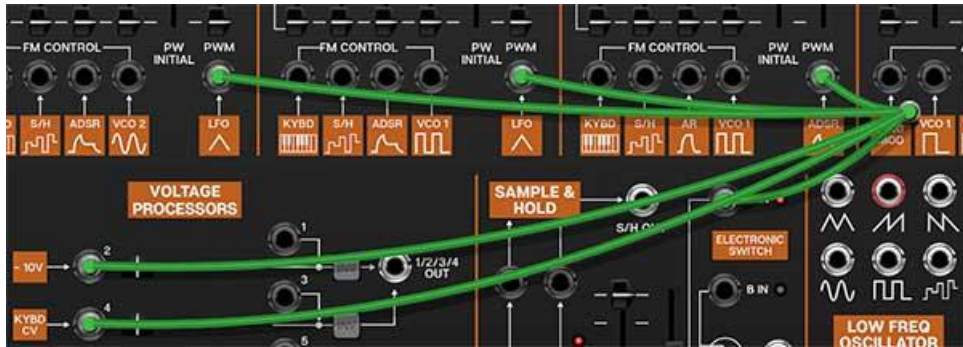 FM CONTROL
PW
INITIAL
PWM
FM CONTROL
PW
INITIAL
PWM
FM CONTROL
PW
INITIAL
PWM
S/H
ADSR
VCO 2
LFO
KYBD
S/H
ADSR
VCO 1
LFO
KYBD
S/H
AR
VCO 1
ADSR
MOD
VCO 1
VOLTAGE
PROCESSORS
SAMPLE &
HOLD
S/H OUT
ELECTRONIC
SWITCH
2
1
- 10V
1/2/3/4
OUT
4
3
KYBD
CV
5
B IN
LOW FREQ
OSCILLATOR